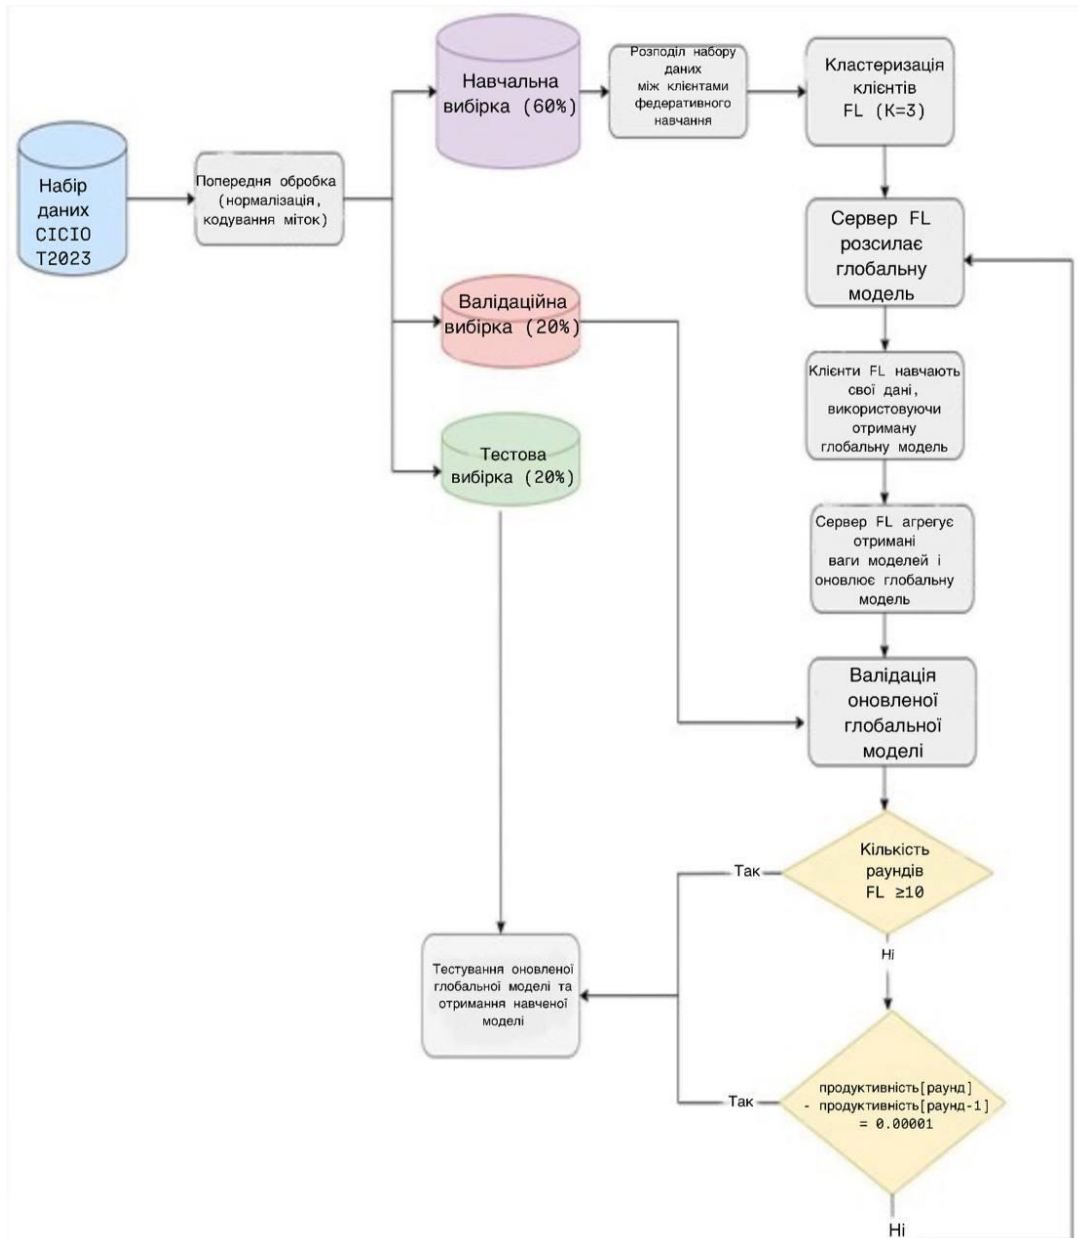 Набір
даних
CICIO
T2023
Попередня обробка
(нормалізація,
кодування міток)
Навчальна
вибірка (60%)
Розподіл набору
даних
між клієнтами
федеративного
навчання
Кластеризація
клієнтів
FL (K=3)
Сервер FL
розсилає
глобальну
модель
Валідаційна
вибірка (20%)
Клієнти FL навчають
свої дані,
використовуючи
отриману
глобальну модель
Тестова
вибірка (20%)
Сервер FL агрегує
отримані
ваги моделей і
оновлює глобальну
модель
Валідація
оновленої
глобальної
моделі
Кількість
раундів
FL ≥10
Так
Ні
Тестування оновленої
глобальної моделі та
отримання навченої
моделі
продуктивність[раунд]
- продуктивність[раунд-1]
= 0.00001
Так
Ні